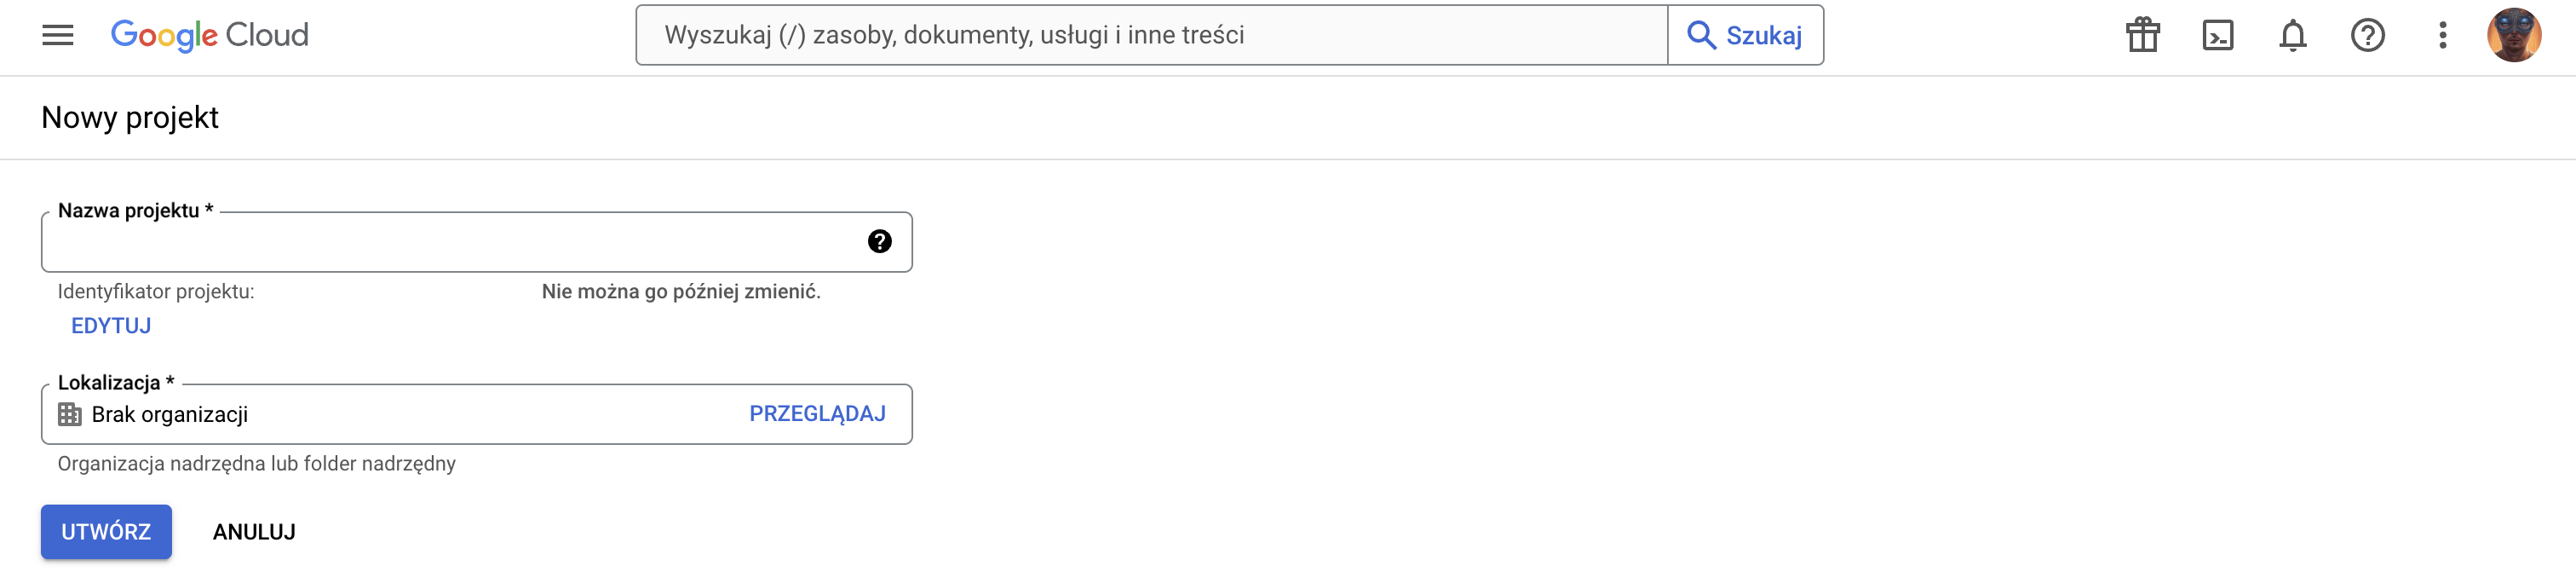 Google Cloud
Wyszukaj (/) zasoby, dokumenty, usługi i inne treści
Szukaj
Nowy projekt
Nazwa projektu *
Identyfikator projektu:
Nie można go później zmienić.
EDYTUJ
Lokalizacja *
Brak organizacji
PRZEGLĄDAJ
Organizacja nadrzędna lub folder nadrzędny
UTWÓRZ
ANULUJ